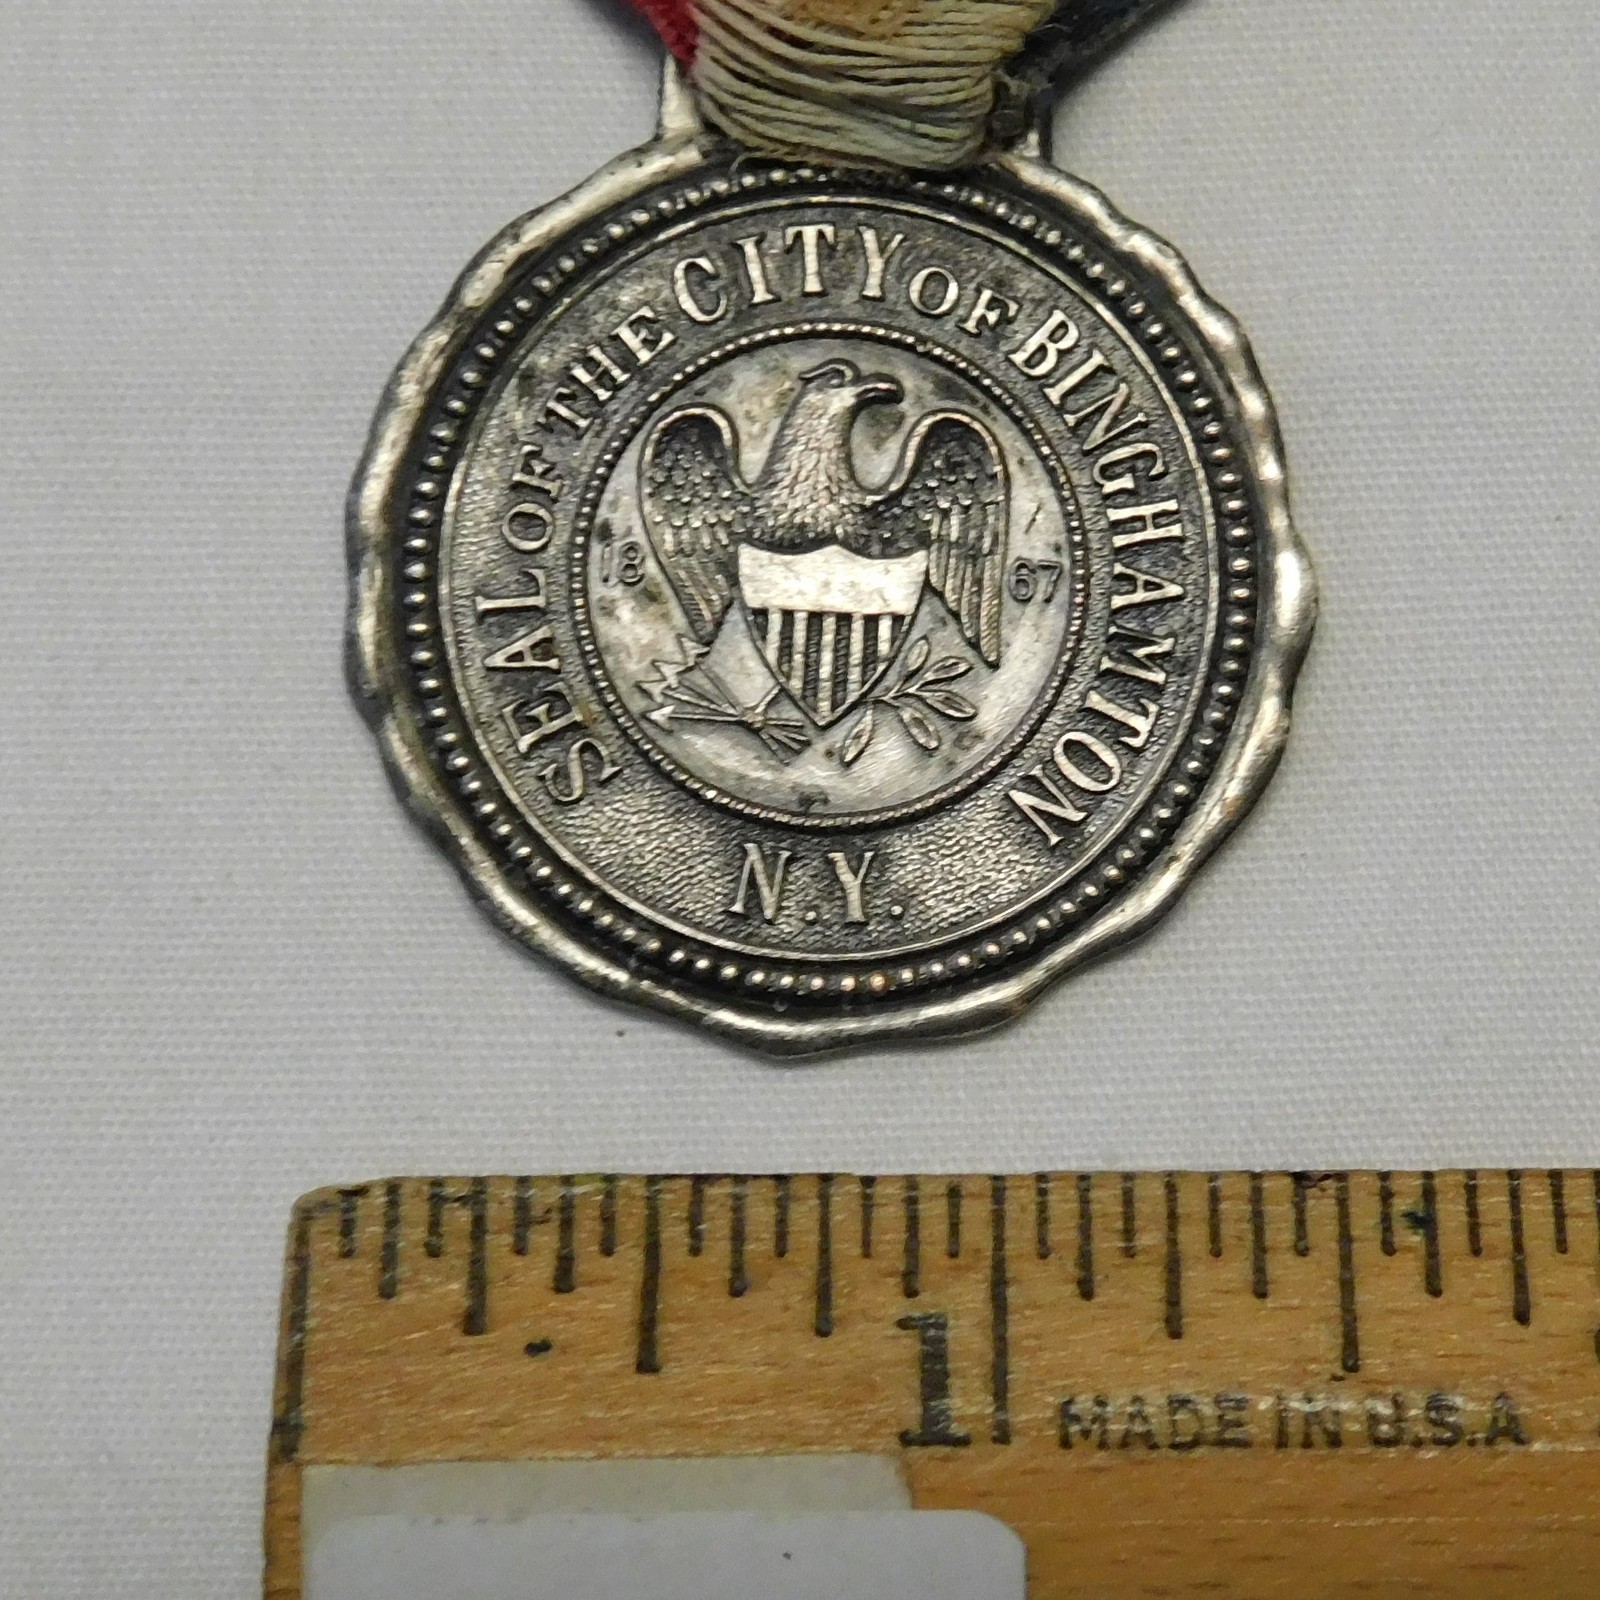 SEAL OF THE CITY OF BINGHAMTON
18 67
N.Y.
1
MADE IN U.S.A